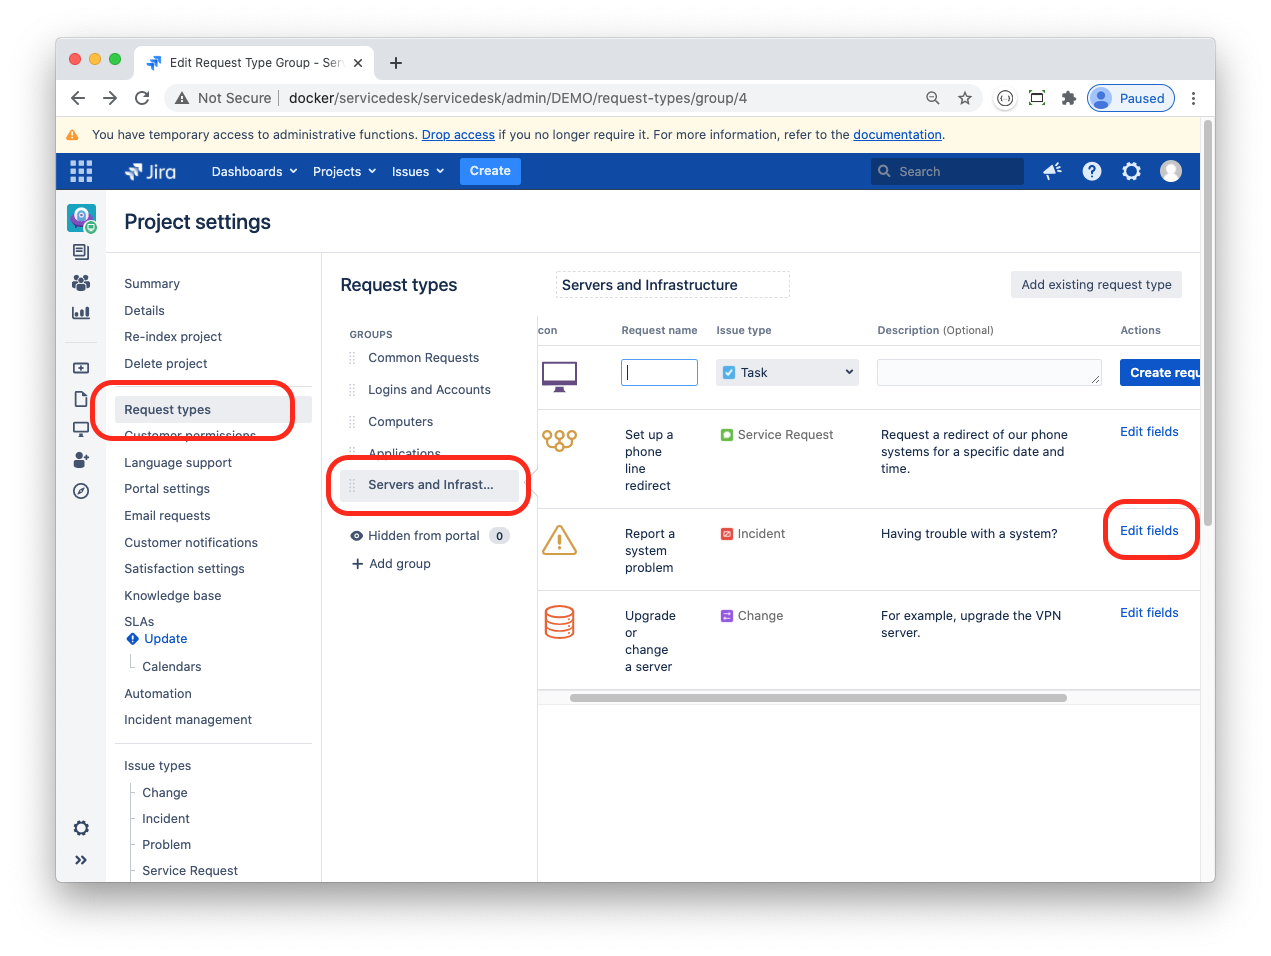 Edit Request Type Group - Ser
Not Secure
docker/servicedesk/servicedesk/admin/DEMO/request-types/group/4
Paused
You have temporary access to administrative functions. Drop access if you no longer require it. For more information, refer to the documentation.
Jira
Dashboards
Projects
Issues
Create
Search
Project settings
Summary
Details
Re-index project
Delete project
Request types
Customer permissions
Language support
Portal settings
Email requests
Customer notifications
Satisfaction settings
Knowledge base
SLAs
Update
Calendars
Automation
Incident management
Issue types
Change
Incident
Problem
Service Request
Request types
GROUPS
Common Requests
Logins and Accounts
Computers
Applications
Servers and Infrast...
Hidden from portal 0
Add group
Servers and Infrastructure
Add existing request type
con
Request name
Issue type
Description (Optional)
Actions
Task
Create requ
Set up a
phone
line
redirect
Service Request
Request a redirect of our phone
systems for a specific date and
time.
Edit fields
Report a
system
problem
Incident
Having trouble with a system?
Edit fields
Upgrade
or
change
a server
Change
For example, upgrade the VPN
server.
Edit fields